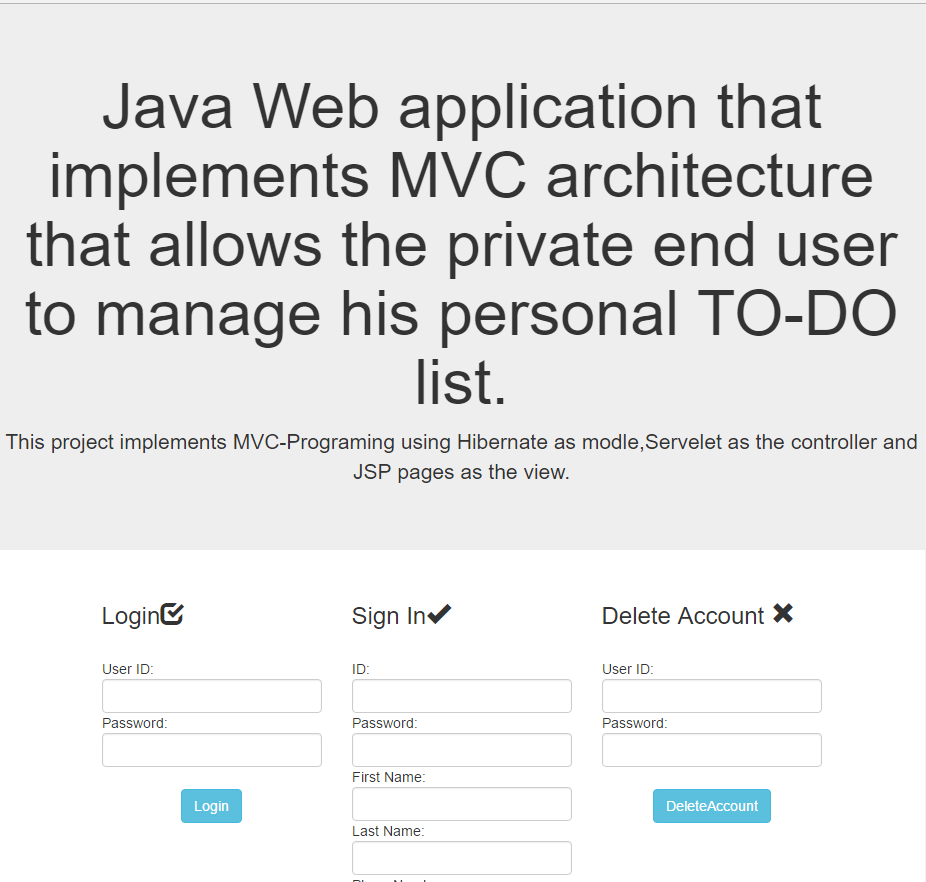 Java Web application that
implements MVC architecture
that allows the private end user
to manage his personal TO-DO
list.
This project implements MVC-Programing using Hibernate as modle,Servelet as the controller and
JSP pages as the view.
Login
User ID:
Password:
Login
Sign In
ID:
Password:
First Name:
Last Name:
Delete Account
User ID:
Password:
DeleteAccount